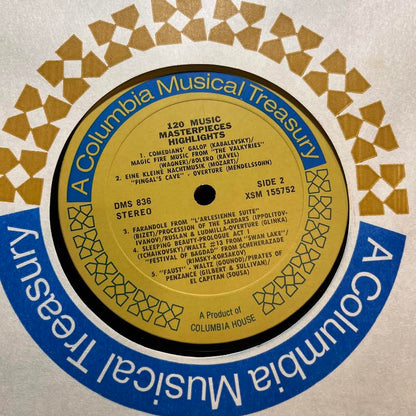 A Columbia Musical Treasury
120 MUSIC
MASTERPIECES
HIGHLIGHTS
1. COMEDIANS' GALOP (KABALEVSKY)/
MAGIC FIRE MUSIC FROM "THE VALKYRIES"
(WAGNER)/BOLERO (RAVEL)
2. EINE KLEINE NACHTMUSIK (MOZART)/
"FINGAL'S CAVE" - OVERTURE (MENDELSSOHN)
DMS 836
STEREO
SIDE 2
XSM 155752
3. FARANDOLE FROM "L'ARLESIENNE SUITE"
(BIZET)/PROCESSION OF THE SARDARS (IPPOLITOV-
IVANOV)/RUSLAN & LUDMILLA-OVERTURE (GLINKA)
4. SLEEPING BEAUTY-PROLOGUE ACT I
(TCHAIKOVSKY)/WALTZ #13 FROM "SWAN LAKE"/
"FESTIVAL OF BAGDAD" FROM SCHEHERAZADE
(RIMSKY-KORSAKOV)
5. "FAUST" - WALTZ (GOUNOD)/PIRATES OF
PENZANCE (GILBERT & SULLIVAN)/
EL CAPITAN (SOUSA)
A Product of
COLUMBIA HOUSE
A Columbia Musical Treasury